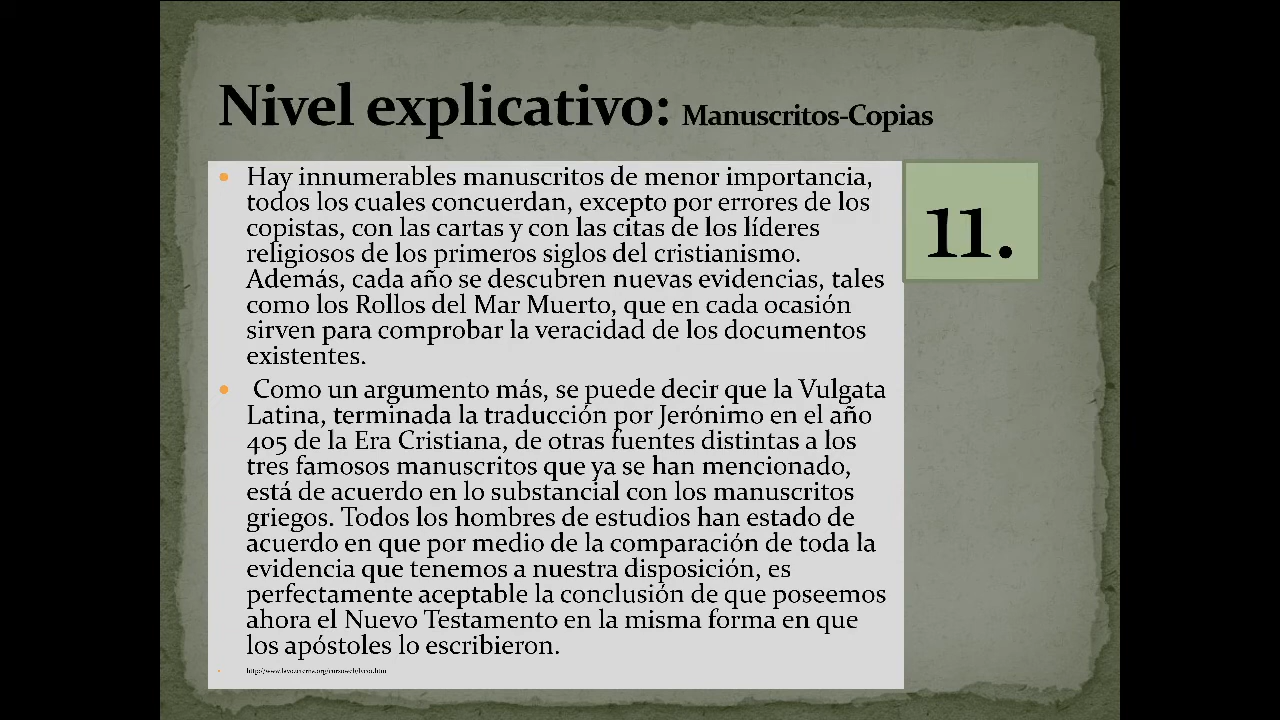 Nivel explicativo: Manuscritos-Copias
Hay innumerables manuscritos de menor importancia,
todos los cuales concuerdan, excepto por errores de los
copistas, con las cartas y con las citas de los líderes
religiosos de los primeros siglos del cristianismo.
Además, cada año se descubren nuevas evidencias, tales
como los Rollos del Mar Muerto, que en cada ocasión
sirven para comprobar la veracidad de los documentos
existentes.
Como un argumento más, se puede decir que la Vulgata
Latina, terminada la traducción por Jerónimo en el año
405 de la Era Cristiana, de otras fuentes distintas a los
tres famosos manuscritos que ya se han mencionado,
está de acuerdo en lo substancial con los manuscritos
griegos. Todos los hombres de estudios han estado de
acuerdo en que por medio de la comparación de toda la
evidencia que tenemos a nuestra disposición, es
perfectamente aceptable la conclusión de que poseemos
ahora el Nuevo Testamento en la misma forma en que
los apóstoles lo escribieron.
11.